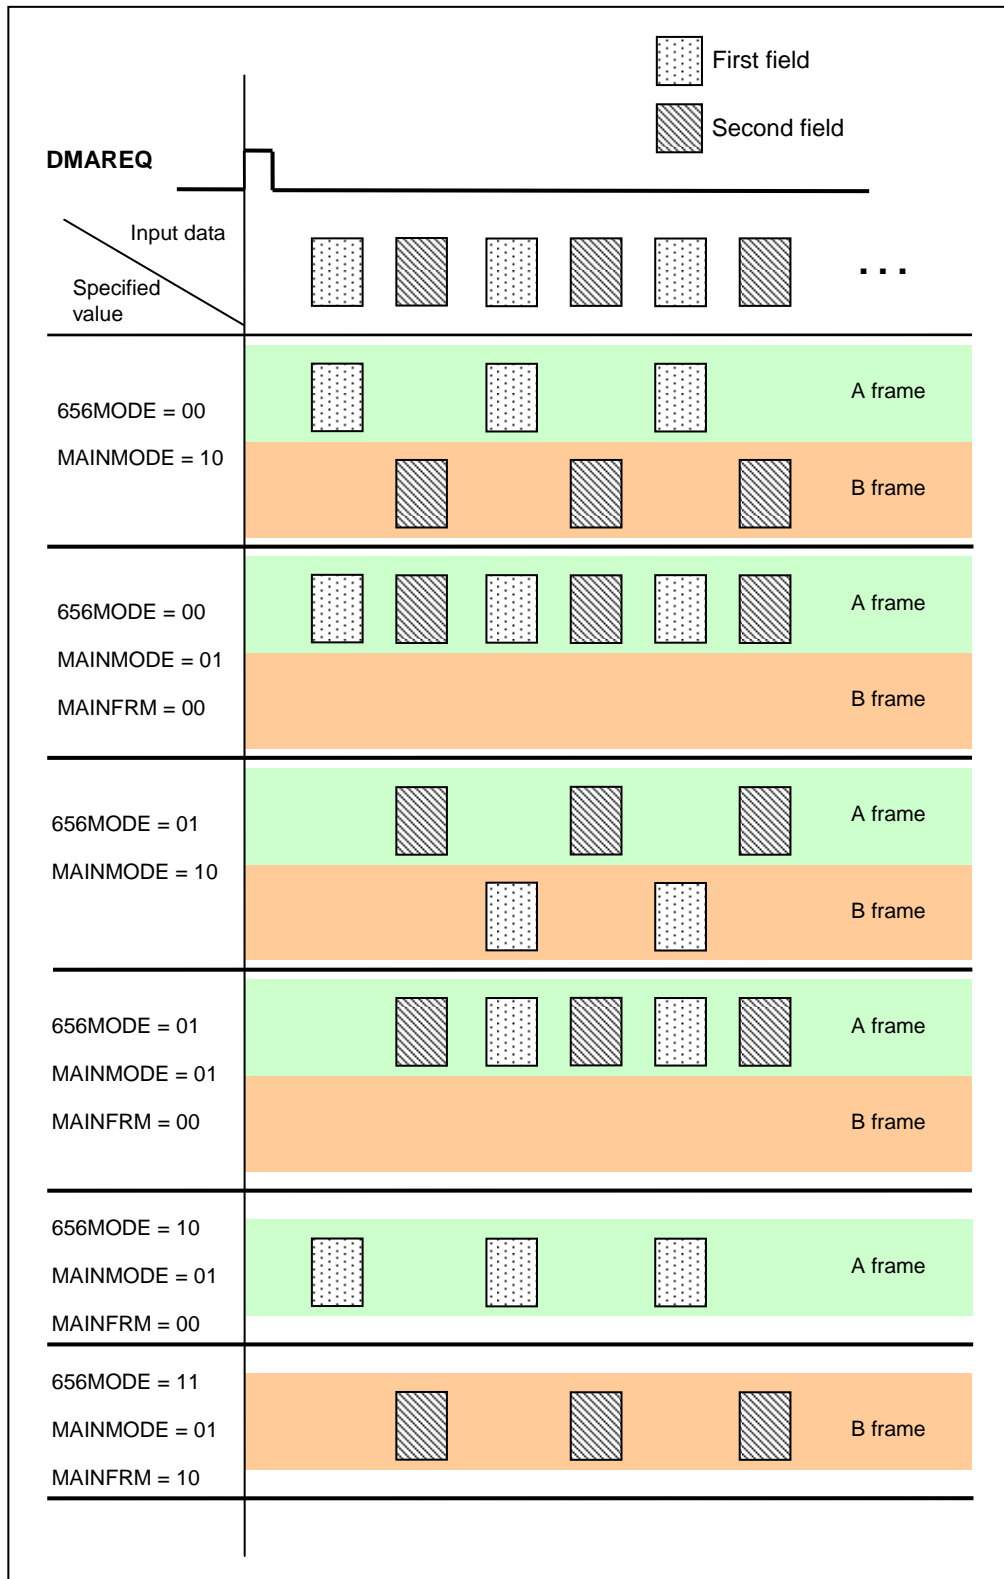 First field
Second field
DMAREQ
Input data
Specified
value
. . .
656MODE = 00
MAINMODE = 10
A frame
B frame
656MODE = 00
MAINMODE = 01
MAINFRM = 00
A frame
B frame
656MODE = 01
MAINMODE = 10
A frame
B frame
656MODE = 01
MAINMODE = 01
MAINFRM = 00
A frame
B frame
656MODE = 10
MAINMODE = 01
MAINFRM = 00
A frame
656MODE = 11
MAINMODE = 01
MAINFRM = 10
B frame